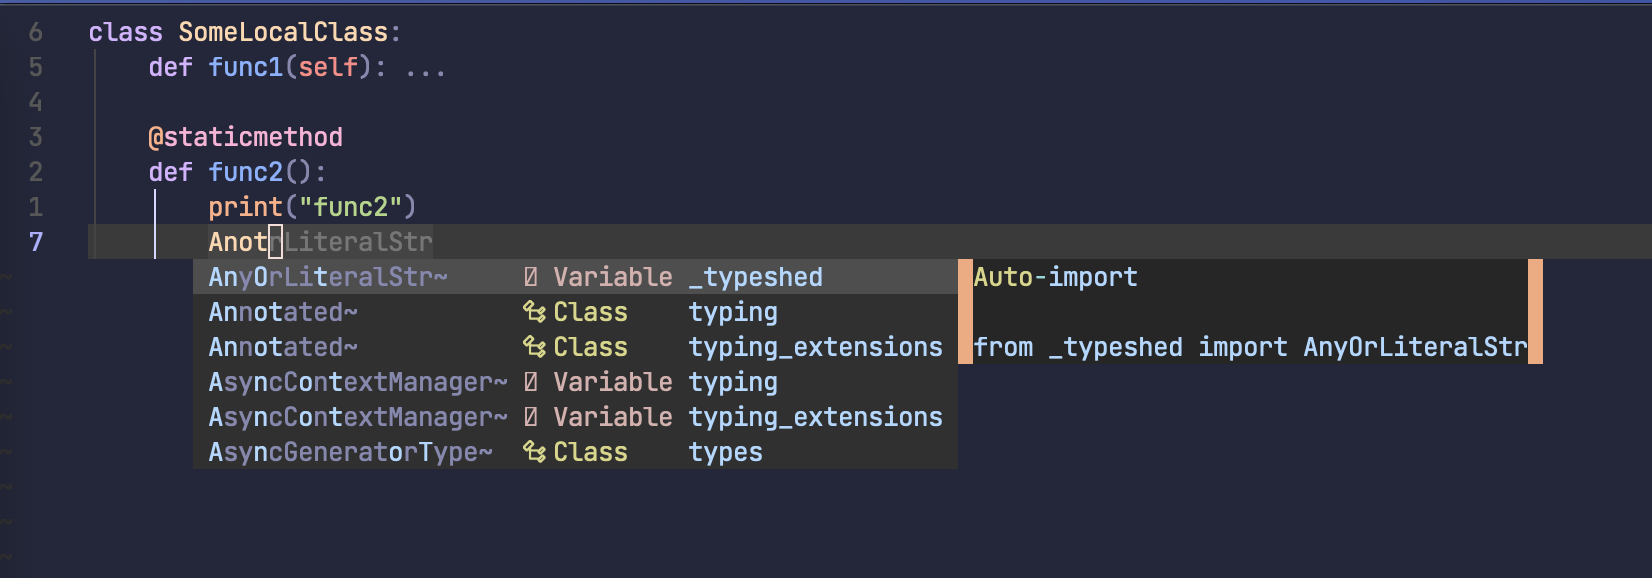 6 class SomeLocalClass:
5 def func1(self): ...
4
3 @staticmethod
2 def func2():
1 print("func2")
7 AnotrLiteralStr
AnyOrLiteralStr~ Variable _typeshed Auto-import
Annotated~ Class typing
Annotated~ Class typing_extensions from _typeshed import AnyOrLiteralStr
AsyncContextManager~ Variable typing
AsyncContextManager~ Variable typing_extensions
AsyncGeneratorType~ Class types